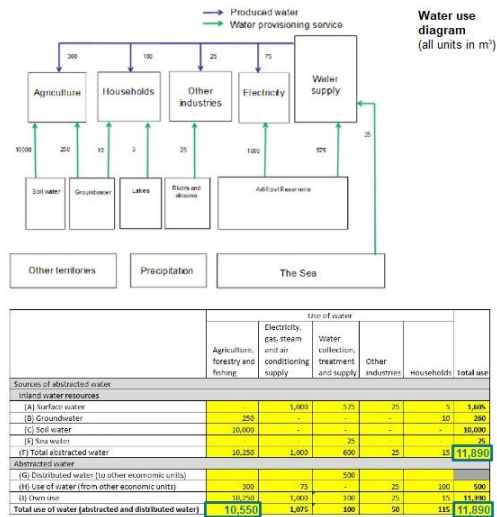 Produced water
Water provisioning service
Water use
diagram
(all units in m³)
300
100
25
75
Agriculture
Households
Other
industries
Electricity
Water
supply
25
10000
250
10
5
25
1000
575
Soil water
Groundwater
Lakes
Rivers and
streams
Artificial Reservoirs
Other territories
Precipitation
The Sea
Use of water
Agriculture, forestry and fishing
Electricity, gas, steam and air conditioning supply
Water collection, treatment and supply
Other industries
Households
Total use
Sources of abstracted water
Inland water resources
(A) Surface water - 1,000 575 25 5 1,605
(B) Groundwater 250 - - - 10 260
(C) Soil water 10,000 - - - - 10,000
(E) Sea water - - 25 - - 25
(F) Total abstracted water 10,250 1,000 600 25 15 11,890
Abstracted water
(G) Distributed water (to other economic units) 500
(H) Use of water (from other economic units) 300 75 - 25 100 500
(I) Own use 10,250 1,000 100 25 15 11,390
Total use of water (abstracted and distributed water) 10,550 1,075 100 50 115 11,890